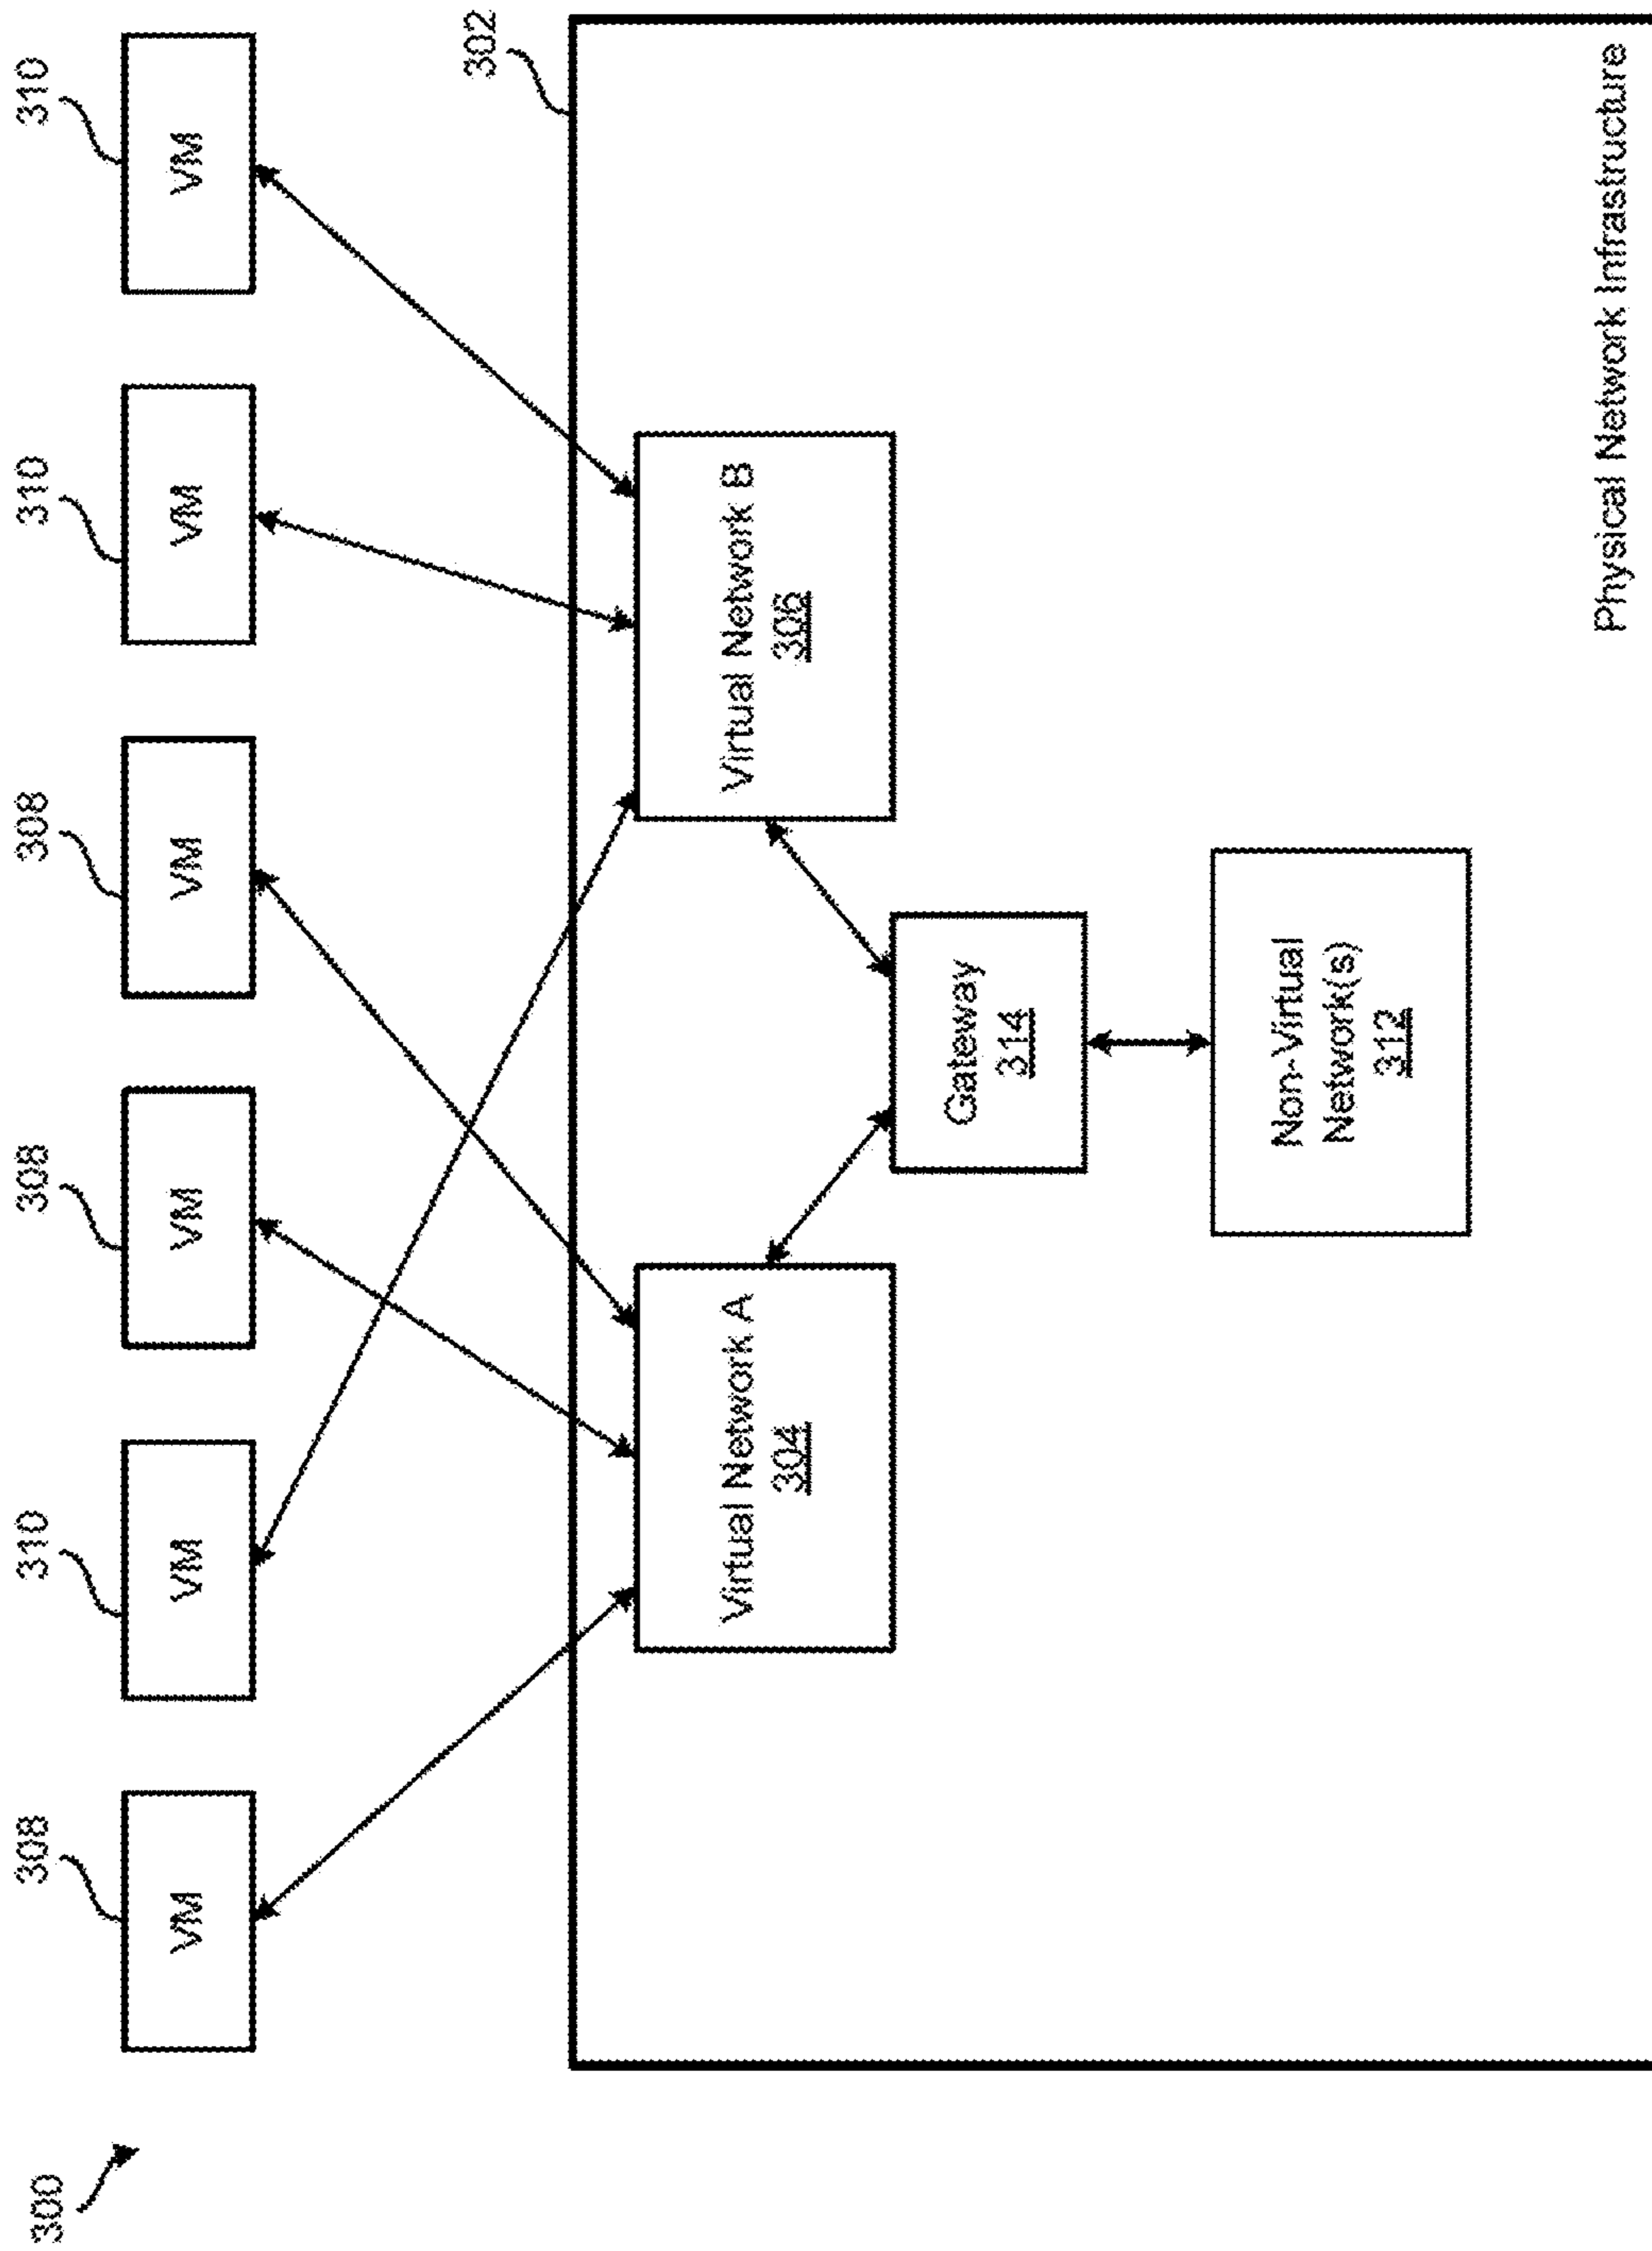 300
308
310
308
308
310
310
VM
VM
VM
VM
VM
VM
302
Virtual Network A
304
Virtual Network B
306
Gateway
314
Non-Virtual
Network(s)
312
Physical Network Infrastructure